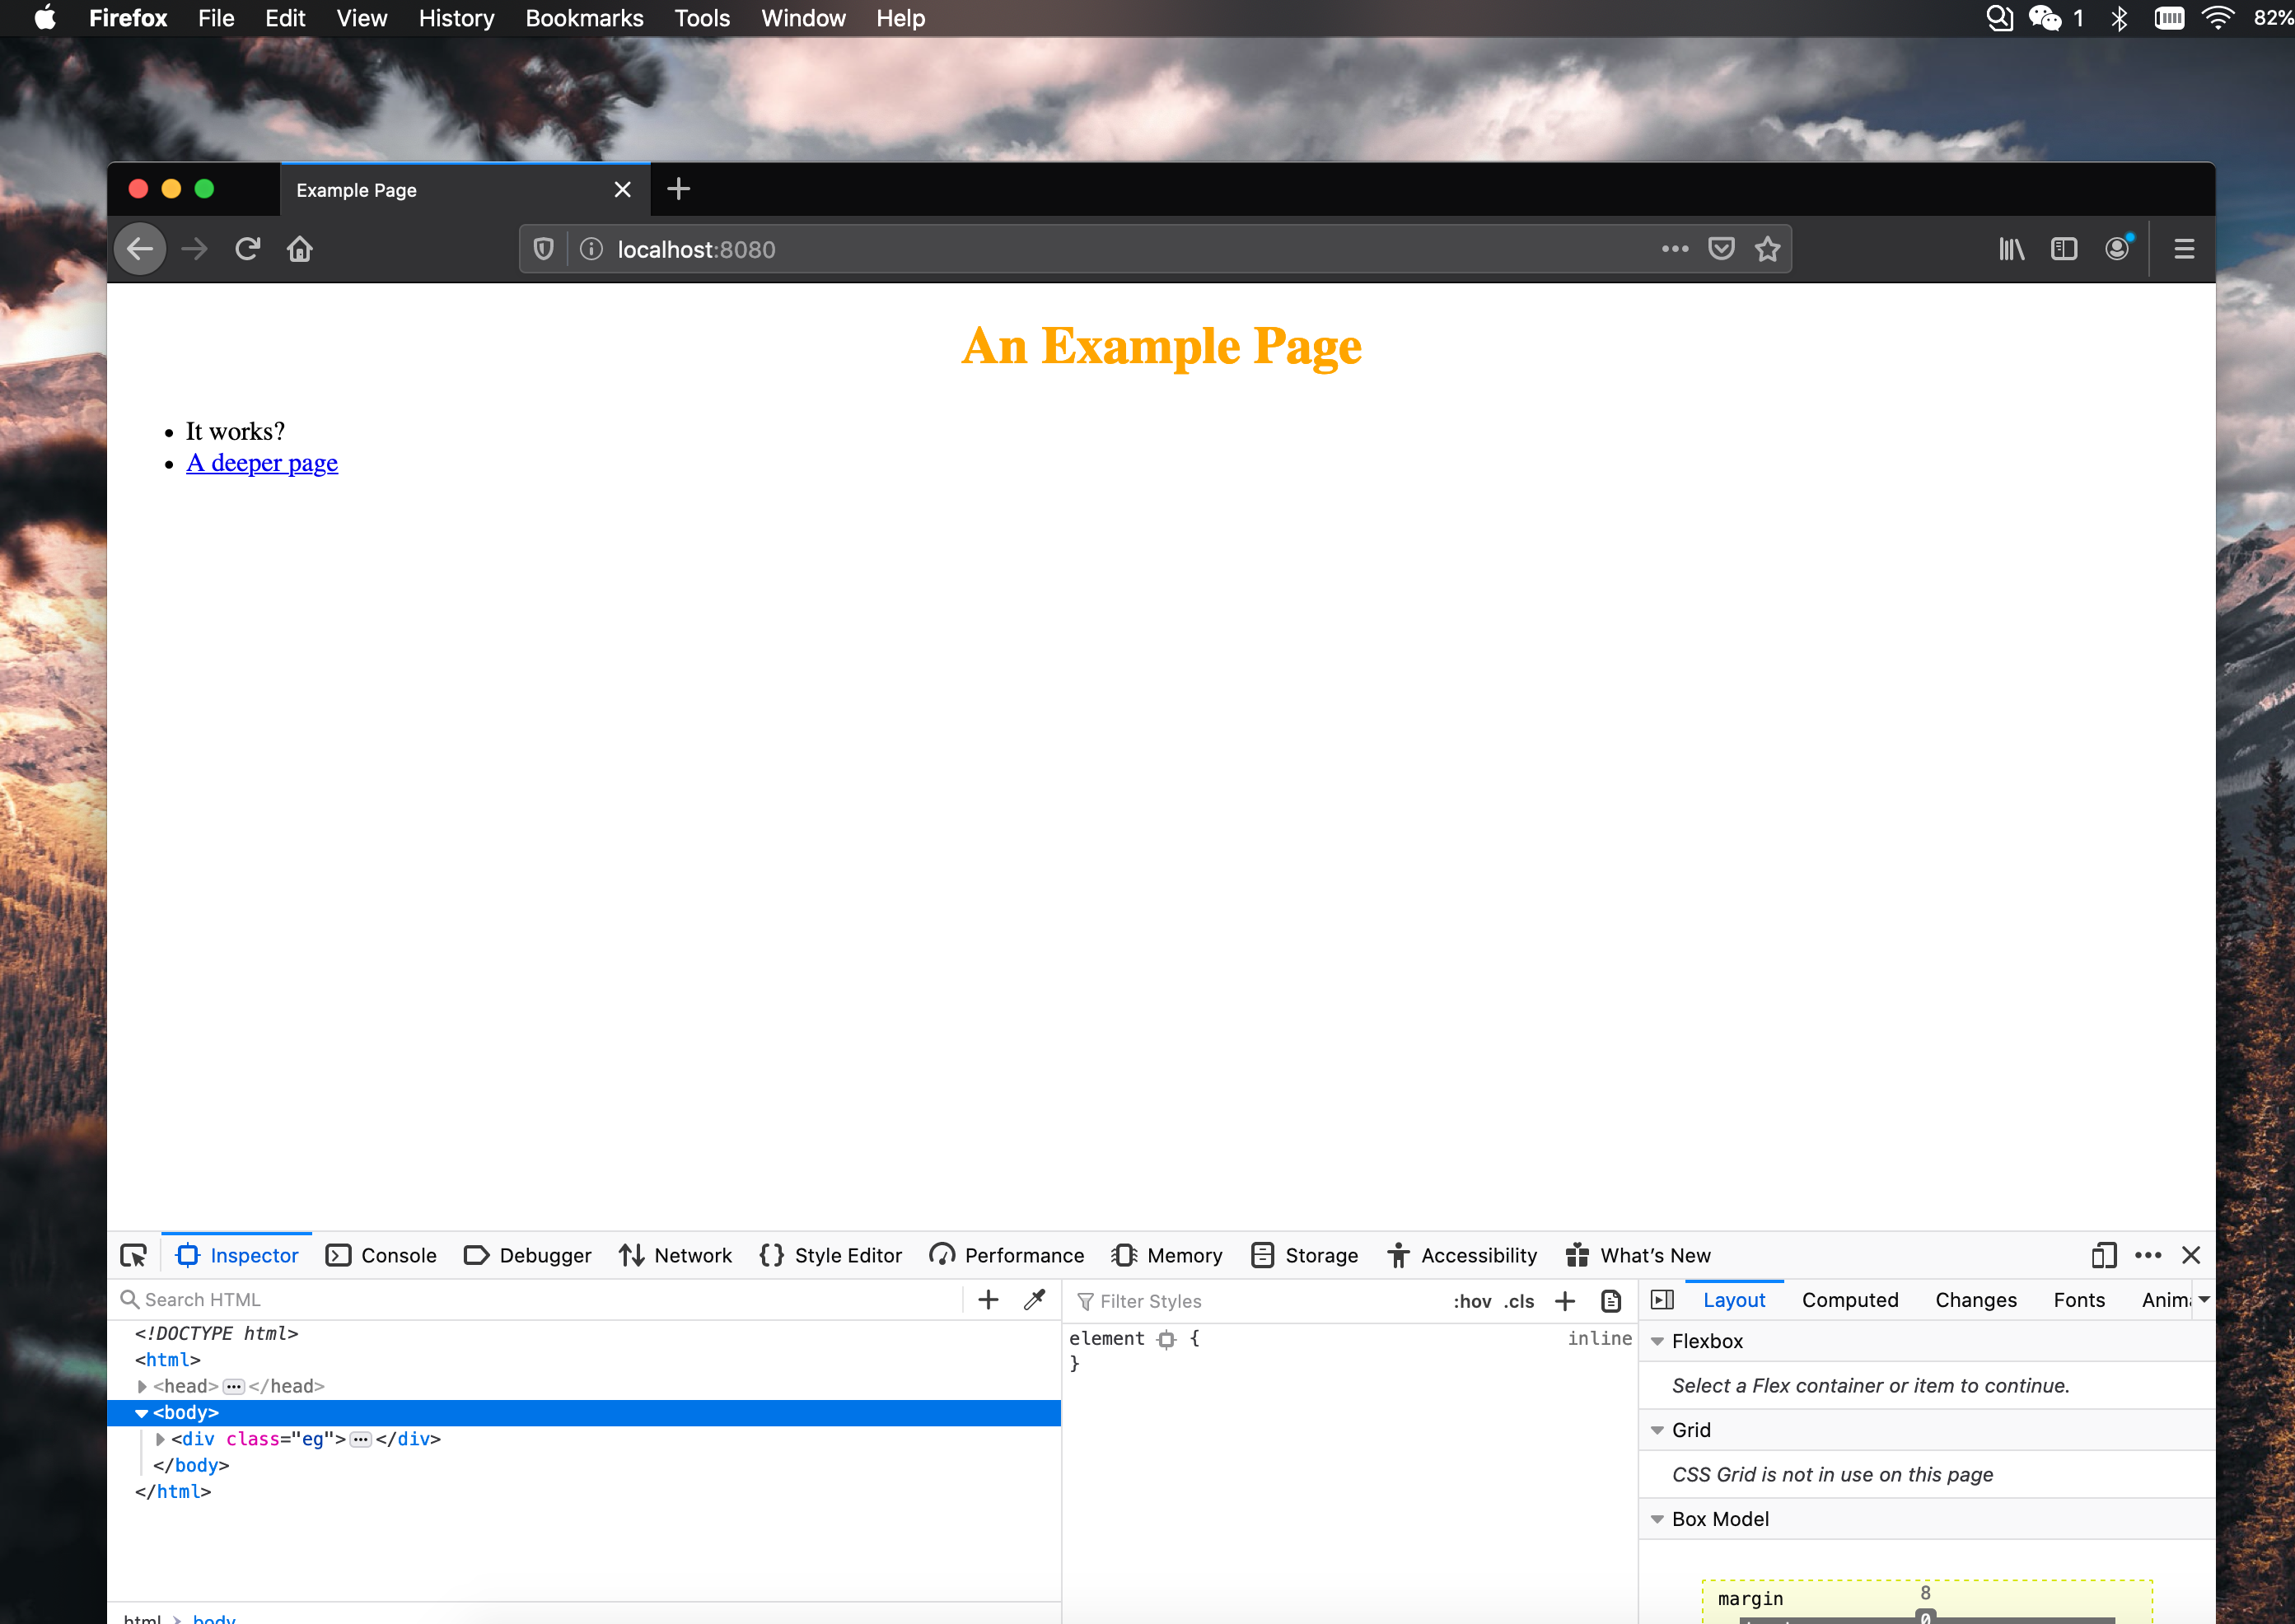 Firefox File Edit View History Bookmarks Tools Window Help 1 82%
Example Page
localhost:8080
An Example Page
• It works?
• A deeper page
Inspector Console Debugger Network Style Editor Performance Memory Storage Accessibility What's New
Search HTML
<!DOCTYPE html>
<html>
<head>···</head>
<body>
<div class="eg">···</div>
</body>
</html>
html > body
Filter Styles :hov .cls
element { inline
}
Layout Computed Changes Fonts Anim
Flexbox
Select a Flex container or item to continue.
Grid
CSS Grid is not in use on this page
Box Model
margin 8
0